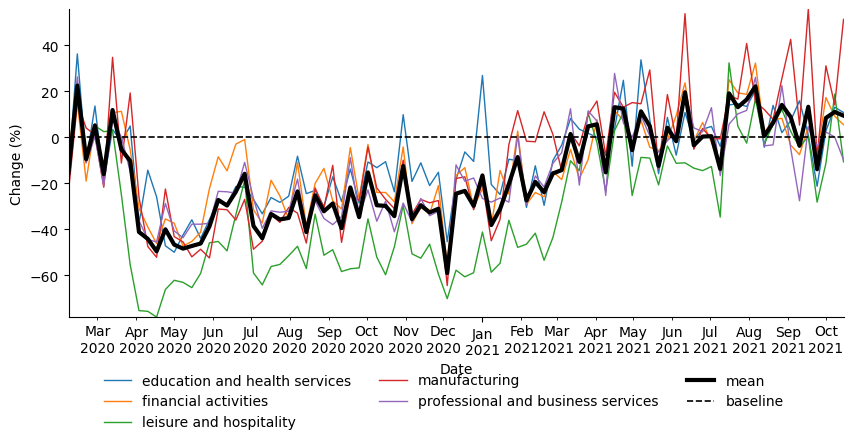 Change (%)
40
20
0
−20
−40
−60
Mar Apr May Jun Jul Aug Sep Oct Nov Dec Jan Feb Mar Apr May Jun Jul Aug Sep Oct
2020 2020 2020 2020 2020 2020 2020 2020 2020 2020 2021 2021 2021 2021 2021 2021 2021 2021 2021 2021
Date
education and health services manufacturing mean
financial activities professional and business services baseline
leisure and hospitality